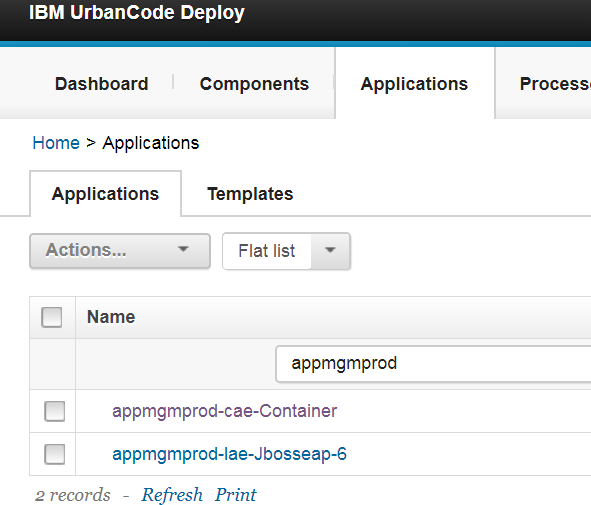 IBM UrbanCode Deploy
Dashboard Components Applications
Home > Applications
Applications Templates
Actions... Flat list
Name
appmgmprod
appmgmprod-cae-Container
appmgmprod-lae-Jbosseap-6
2 records - Refresh Print